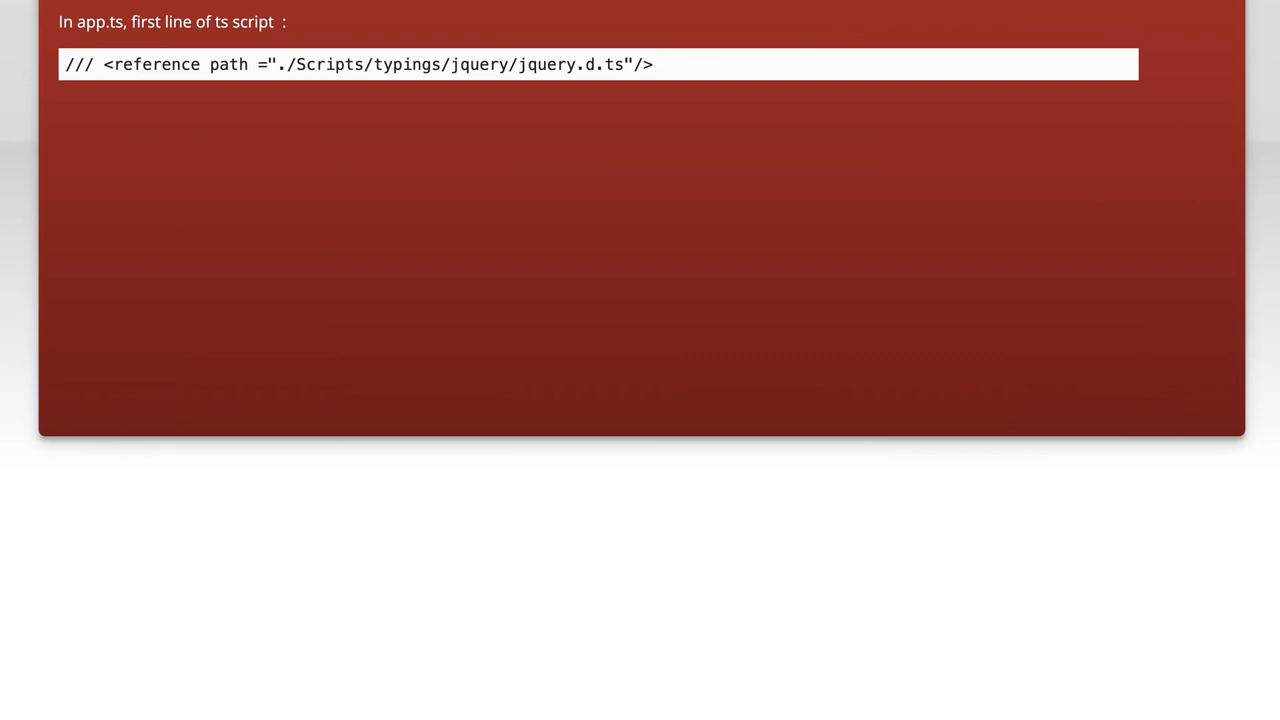 In app.ts, first line of ts script  :
/// <reference path ="./Scripts/typings/jquery/jquery.d.ts"/>